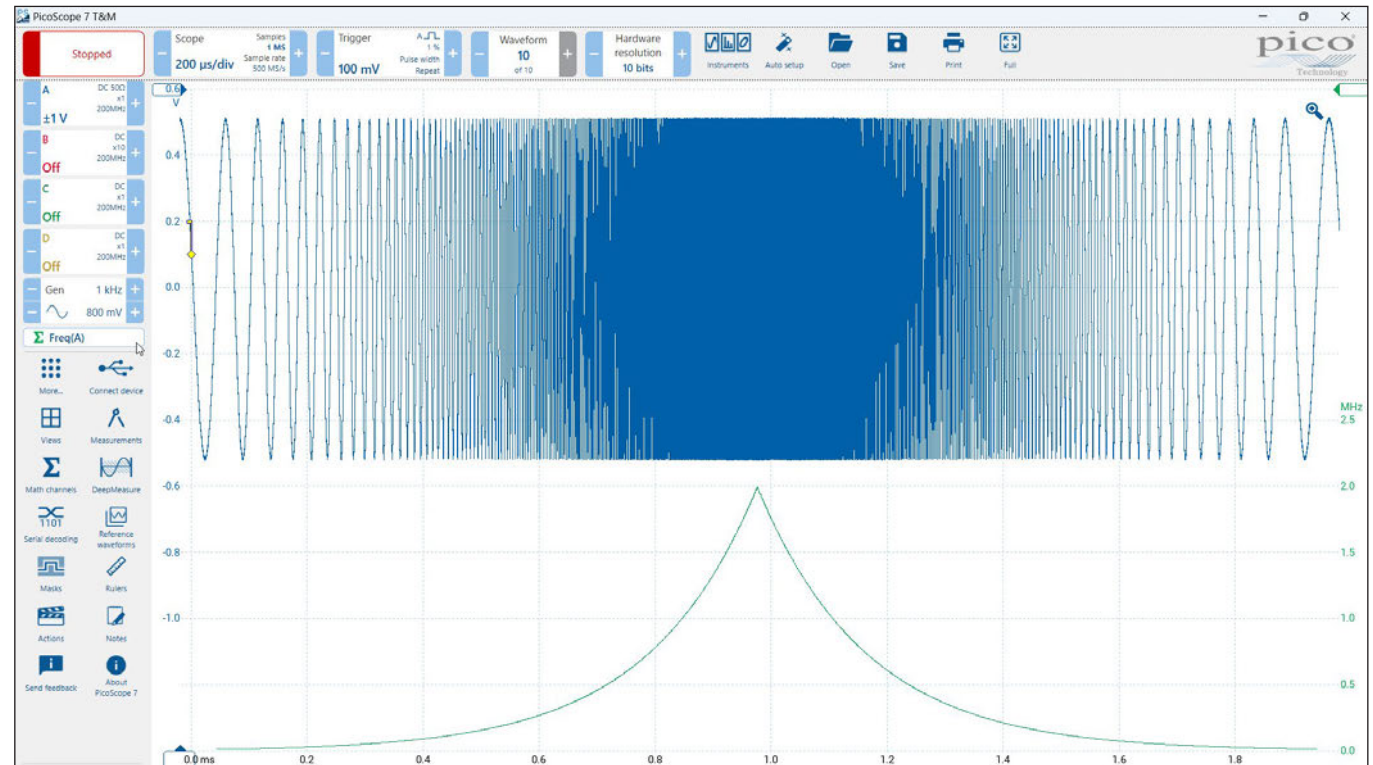 PicoScope 7 T&M
Stopped
Scope
200 µs/div
Samples
1 MS
Sample rate
500 MS/s
Trigger
100 mV
A
1 %
Pulse width
Repeat
Waveform
10
of 10
Hardware
resolution
10 bits
Instruments
Auto setup
Open
Save
Print
Full
pico
Technology
A
DC 50Ω
x1
200MHz
±1 V
B
DC
x10
200MHz
Off
C
DC
x1
200MHz
Off
D
DC
x1
200MHz
Off
Gen 1 kHz
800 mV
Σ Freq(A)
More...
Connect device
Views
Measurements
Math channels
DeepMeasure
1101
Serial decoding
Reference
waveforms
Masks
Rulers
Actions
Notes
Send feedback
About
PicoScope 7
0.6
V
0.4
0.2
0.0
-0.2
-0.4
-0.6
-0.8
-1.0
MHz
2.5
2.0
1.5
1.0
0.5
0.0
0.0 ms
0.2
0.4
0.6
0.8
1.0
1.2
1.4
1.6
1.8